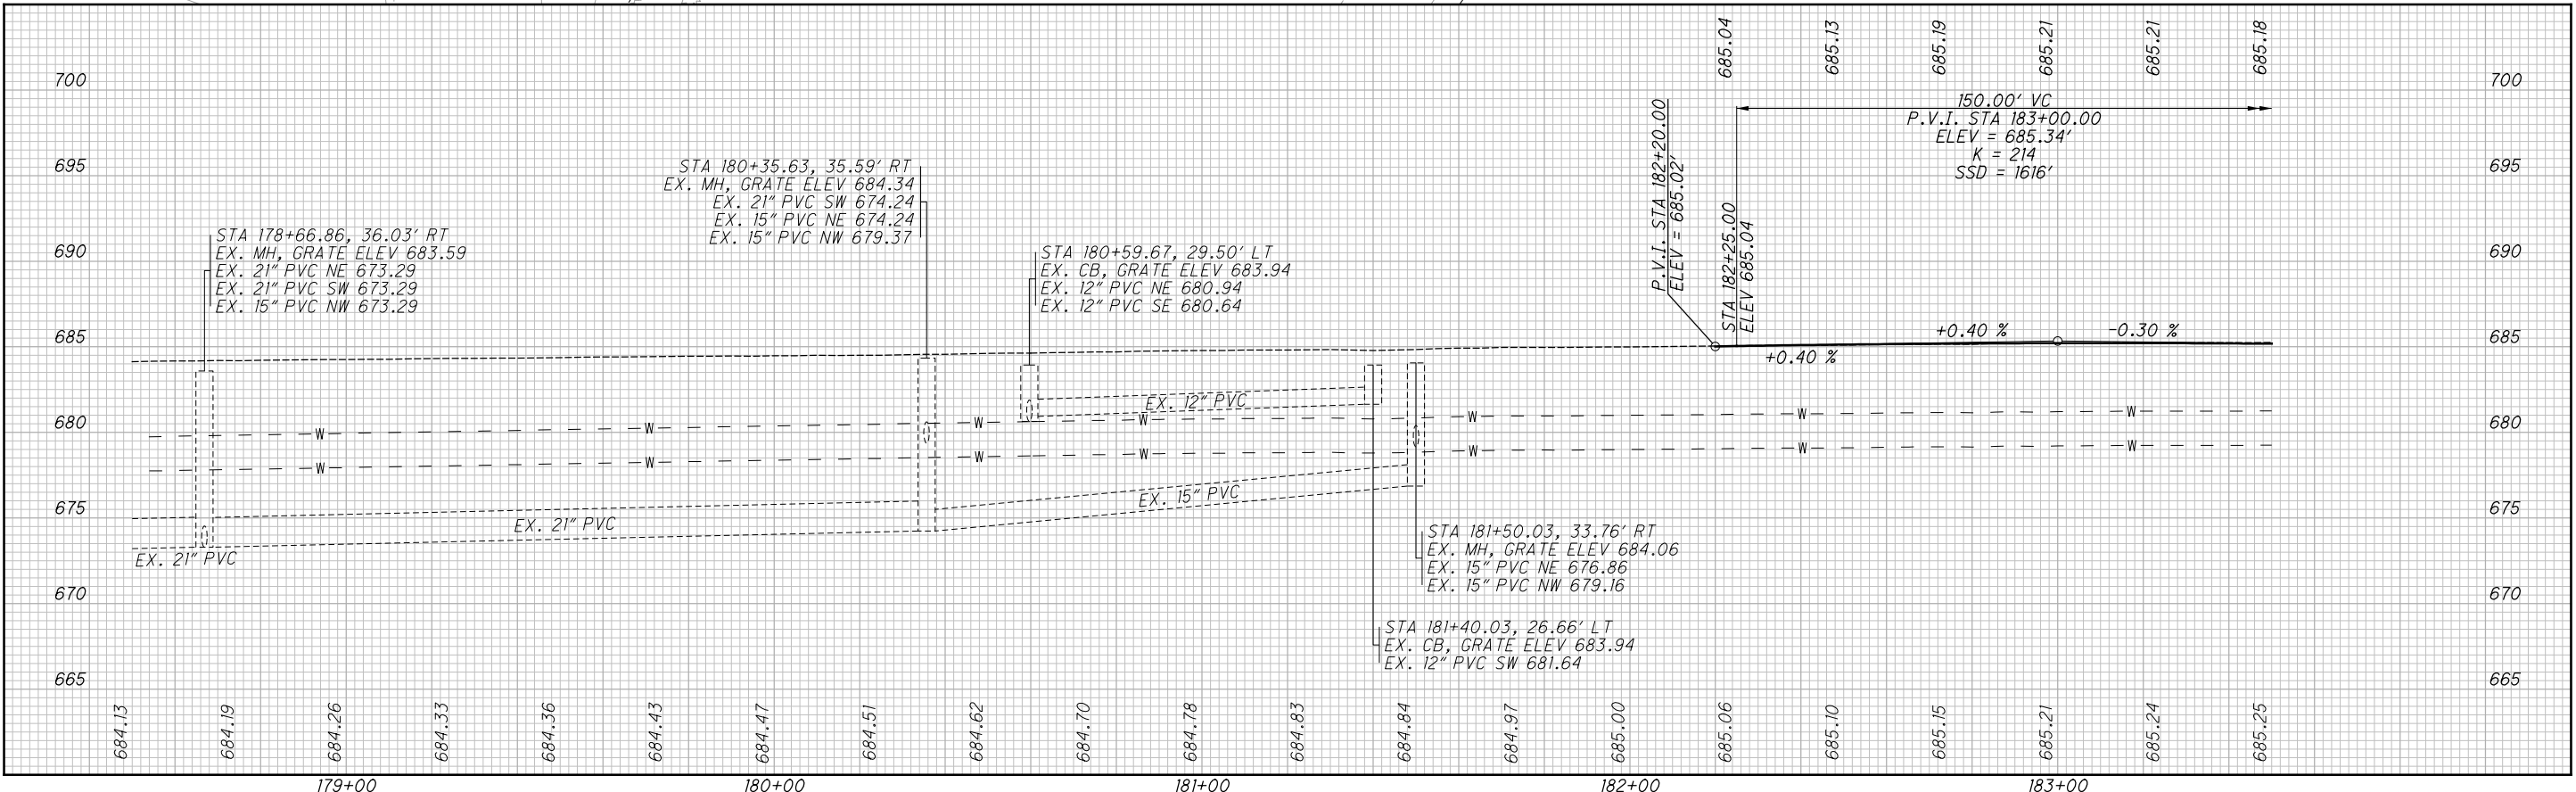 685.04
685.13
685.19
685.21
685.21
685.18
700
700
150.00' VC
P.V.I. STA 183+00.00
ELEV = 685.34'
K = 214
SSD = 1616'
P.V.I. STA 182+20.00
ELEV = 685.02'
STA 182+25.00
ELEV 685.04
695
695
STA 180+35.63, 35.59' RT
EX. MH, GRATE ELEV 684.34
EX. 21" PVC SW 674.24
EX. 15" PVC NE 674.24
EX. 15" PVC NW 679.37
STA 178+66.86, 36.03' RT
EX. MH, GRATE ELEV 683.59
EX. 21" PVC NE 673.29
EX. 21" PVC SW 673.29
EX. 15" PVC NW 673.29
690
690
STA 180+59.67, 29.50' LT
EX. CB, GRATE ELEV 683.94
EX. 12" PVC NE 680.94
EX. 12" PVC SE 680.64
685
685
+0.40 %
-0.30 %
+0.40 %
EX. 12" PVC
680
680
W W W W W W W
W W W W W W W
675
675
EX. 15" PVC
EX. 21" PVC
EX. 21" PVC
STA 181+50.03, 33.76' RT
EX. MH, GRATE ELEV 684.06
EX. 15" PVC NE 676.86
EX. 15" PVC NW 679.16
670
670
STA 181+40.03, 26.66' LT
EX. CB, GRATE ELEV 683.94
EX. 12" PVC SW 681.64
665
665
684.13
684.19
684.26
684.33
684.36
684.43
684.47
684.51
684.62
684.70
684.78
684.83
684.84
684.97
685.00
685.06
685.10
685.15
685.21
685.24
685.25
179+00
180+00
181+00
182+00
183+00